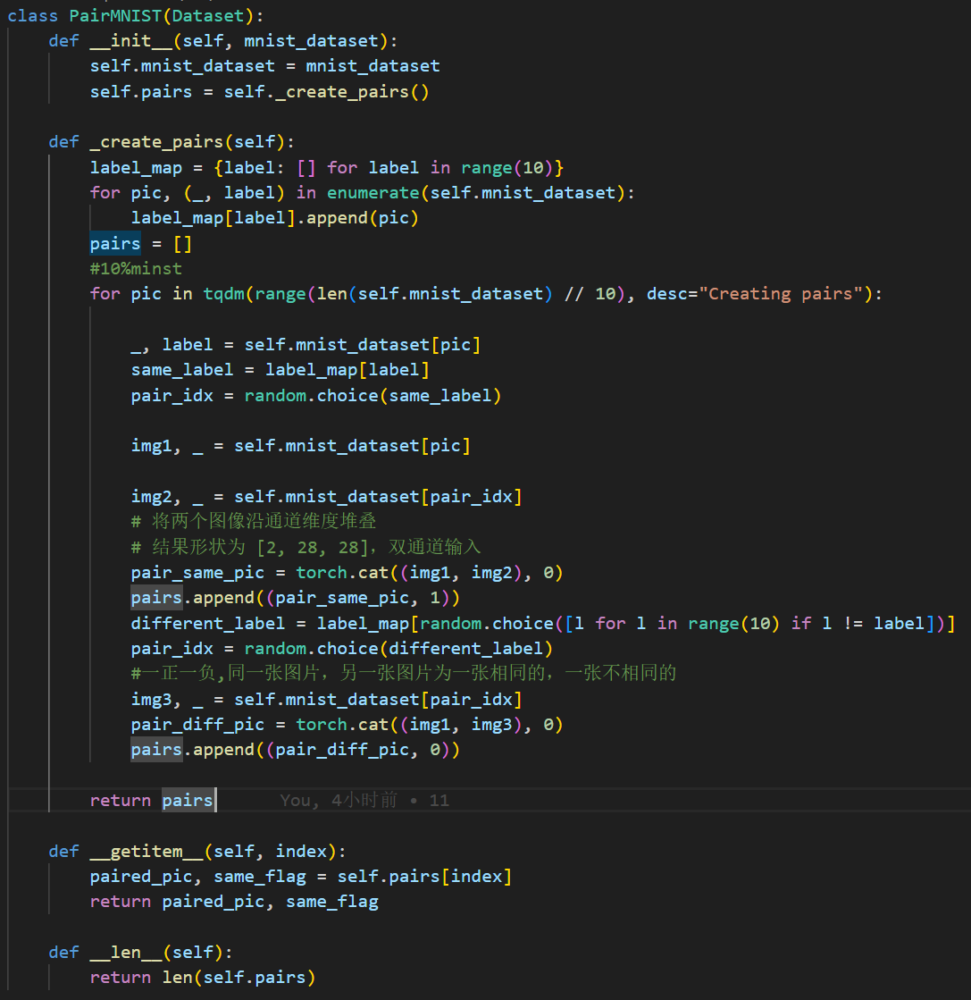 class PairMNIST(Dataset):
    def __init__(self, mnist_dataset):
        self.mnist_dataset = mnist_dataset
        self.pairs = self._create_pairs()

    def _create_pairs(self):
        label_map = {label: [] for label in range(10)}
        for pic, (_, label) in enumerate(self.mnist_dataset):
            label_map[label].append(pic)
        pairs = []
        #10%minst
        for pic in tqdm(range(len(self.mnist_dataset) // 10), desc="Creating pairs"):

            _, label = self.mnist_dataset[pic]
            same_label = label_map[label]
            pair_idx = random.choice(same_label)

            img1, _ = self.mnist_dataset[pic]

            img2, _ = self.mnist_dataset[pair_idx]
            # 将两个图像沿通道维度堆叠
            # 结果形状为 [2, 28, 28]，双通道输入
            pair_same_pic = torch.cat((img1, img2), 0)
            pairs.append((pair_same_pic, 1))
            different_label = label_map[random.choice([l for l in range(10) if l != label])]
            pair_idx = random.choice(different_label)
            #一正一负,同一张图片，另一张图片为一张相同的，一张不相同的
            img3, _ = self.mnist_dataset[pair_idx]
            pair_diff_pic = torch.cat((img1, img3), 0)
            pairs.append((pair_diff_pic, 0))

        return pairs You, 4小时前 • 11

    def __getitem__(self, index):
        paired_pic, same_flag = self.pairs[index]
        return paired_pic, same_flag

    def __len__(self):
        return len(self.pairs)